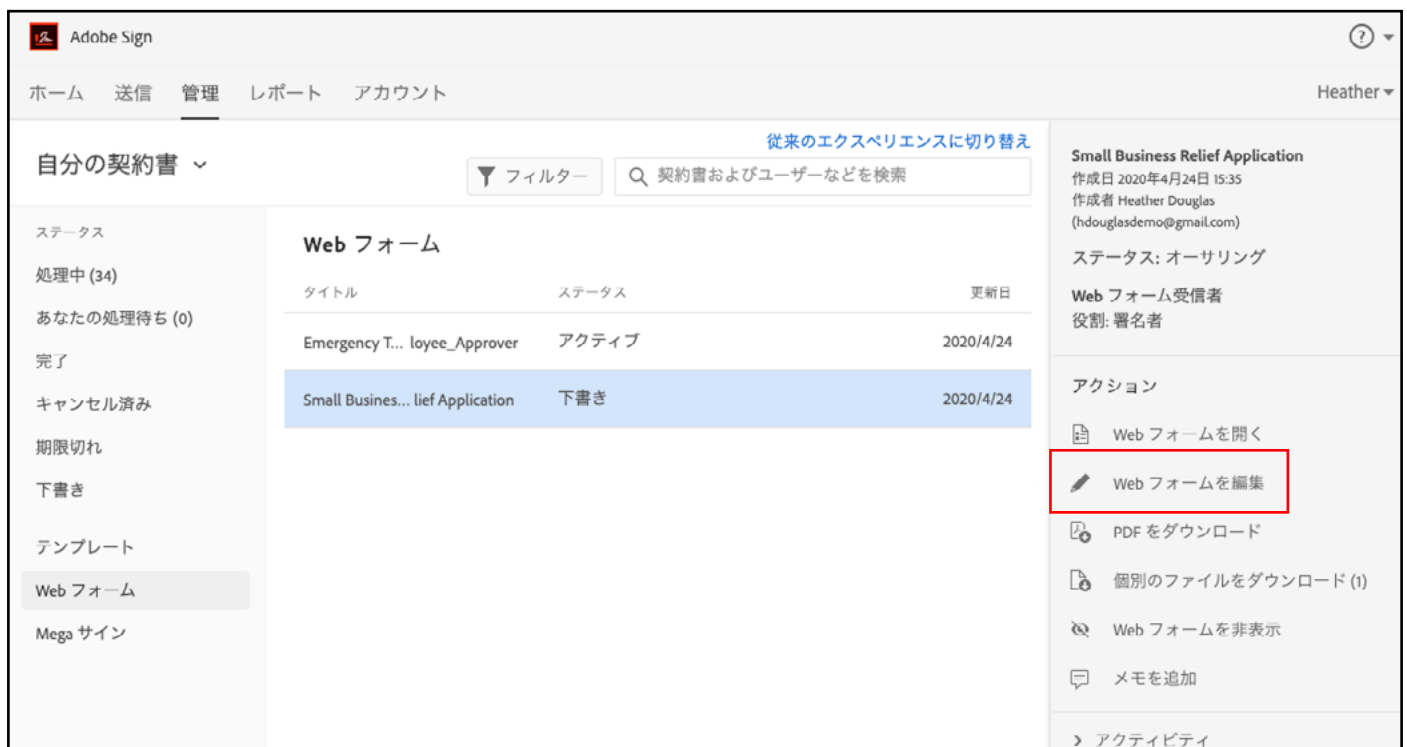 Adobe Sign
ホーム 送信 管理 レポート アカウント Heather
自分の契約書
従来のエクスペリエンスに切り替え
フィルター 契約書およびユーザーなどを検索
ステータス
処理中 (34)
あなたの処理待ち (0)
完了
キャンセル済み
期限切れ
下書き
テンプレート
Web フォーム
Mega サイン
Web フォーム
タイトル ステータス 更新日
Emergency T... loyee_Approver アクティブ 2020/4/24
Small Busines... lief Application 下書き 2020/4/24
Small Business Relief Application
作成日 2020年4月24日 15:35
作成者 Heather Douglas
(hdouglasdemo@gmail.com)
ステータス: オーサリング
Web フォーム受信者
役割: 署名者
アクション
Web フォームを開く
Web フォームを編集
PDF をダウンロード
個別のファイルをダウンロード (1)
Web フォームを非表示
メモを追加
アクティビティ